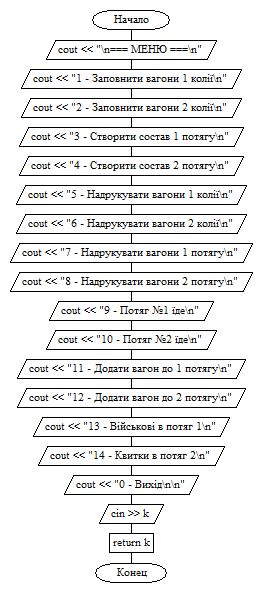 Начало
cout << "\n=== МЕНЮ ===\n"
cout << "1 - Заповнити вагони 1 колії\n"
cout << "2 - Заповнити вагони 2 колії\n"
cout << "3 - Створити состав 1 потягу\n"
cout << "4 - Створити состав 2 потягу\n"
cout << "5 - Надрукувати вагони 1 колії\n"
cout << "6 - Надрукувати вагони 2 колії\n"
cout << "7 - Надрукувати вагони 1 потягу\n"
cout << "8 - Надрукувати вагони 2 потягу\n"
cout << "9 - Потяг №1 їде\n"
cout << "10 - Потяг №2 їде\n"
cout << "11 - Додати вагон до 1 потягу\n"
cout << "12 - Додати вагон до 2 потягу\n"
cout << "13 - Військові в потяг 1\n"
cout << "14 - Квитки в потяг 2\n"
cout << "0 - Вихід\n\n"
cin >> k
return k
Конец